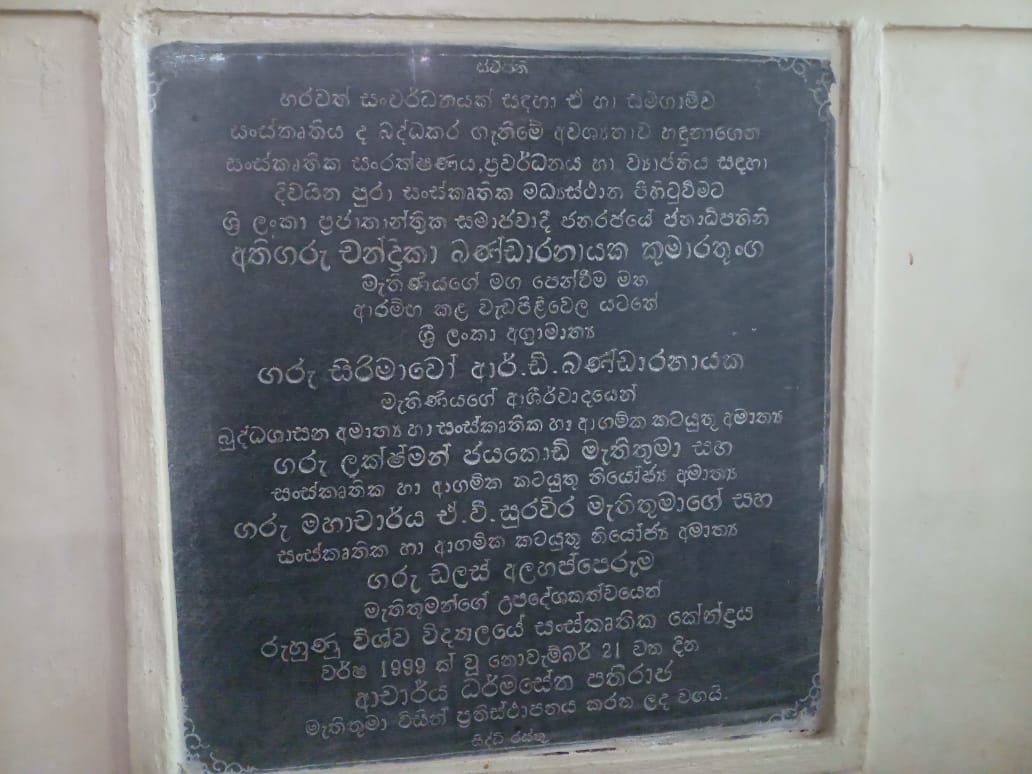 ස්වස්ති
හරවත් සංවර්ධනයක් සඳහා ඒ හා සමගාමීව
සංස්කෘතිය ද බද්ධකර ගැනීමේ අවශ්‍යතාව හඳුනාගෙන
සංස්කෘතික සංරක්ෂණය,ප්‍රවර්ධනය හා ව්‍යාප්තිය සඳහා
දිවයින පුරා සංස්කෘතික මධ්‍යස්ථාන පිහිටුවීමට
ශ්‍රී ලංකා ප්‍රජාතාන්ත්‍රික සමාජවාදී ජනරජයේ ජනාධිපතිනි
අතිගරු චන්ද්‍රිකා බණ්ඩාරනායක කුමාරතුංග
මැතිණියගේ මග පෙන්වීම මත
ආරම්භ කළ වැඩපිළිවෙල යටතේ
ශ්‍රී ලංකා අග්‍රාමාත්‍ය
ගරු සිරිමාවෝ ආර්.ඩී.බණ්ඩාරනායක
මැතිණියගේ ආශීර්වාදයෙන්
බුද්ධශාසන අමාත්‍ය හා සංස්කෘතික හා ආගමික කටයුතු අමාත්‍ය
ගරු ලක්ෂ්මන් ජයකොඩි මැතිතුමා සහ
සංස්කෘතික හා ආගමික කටයුතු නියෝජ්‍ය අමාත්‍ය
ගරු මහාචාර්ය ඒ.වී.සුරවීර මැතිතුමාගේ සහ
සංස්කෘතික හා ආගමික කටයුතු නියෝජ්‍ය අමාත්‍ය
ගරු ඩලස් අලහප්පෙරුම
මැතිතුමන්ගේ උපදේශකත්වයෙන්
රුහුණු විශ්ව විද්‍යාලයේ සංස්කෘතික කේන්ද්‍රය
වර්ෂ 1999 ක් වූ නොවැම්බර් 21 වන දින
ආචාර්ය ධර්මසේන පතිරාජ
මැතිතුමා විසින් ප්‍රතිස්ථාපනය කරන ලද වගයි.
සිද්ධි රස්තු